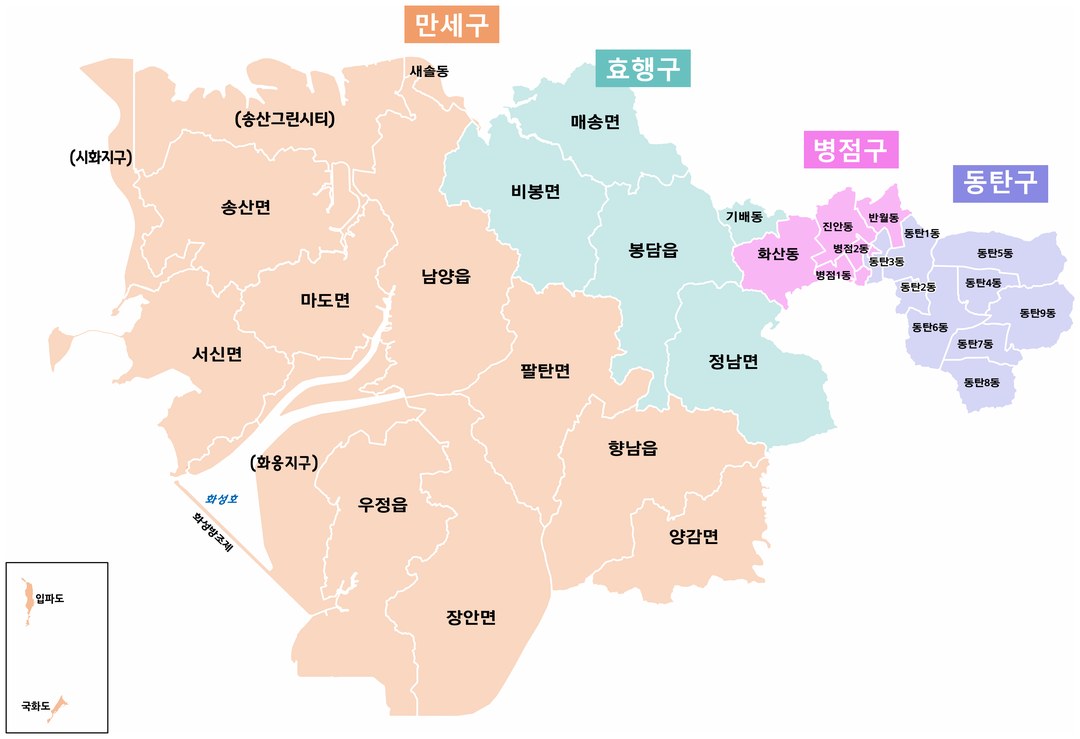 만세구
효행구
병점구
동탄구
새솔동
(송산그린시티)
매송면
(시화지구)
비봉면
송산면
기배동
반월동
진안동
동탄1동
봉담읍
화산동
병점2동
동탄5동
동탄3동
병점1동
남양읍
동탄2동
동탄4동
마도면
동탄9동
동탄6동
동탄7동
서신면
정남면
팔탄면
동탄8동
향남읍
(화옹지구)
화성호
우정읍
화성방조제
양감면
입파도
장안면
국화도